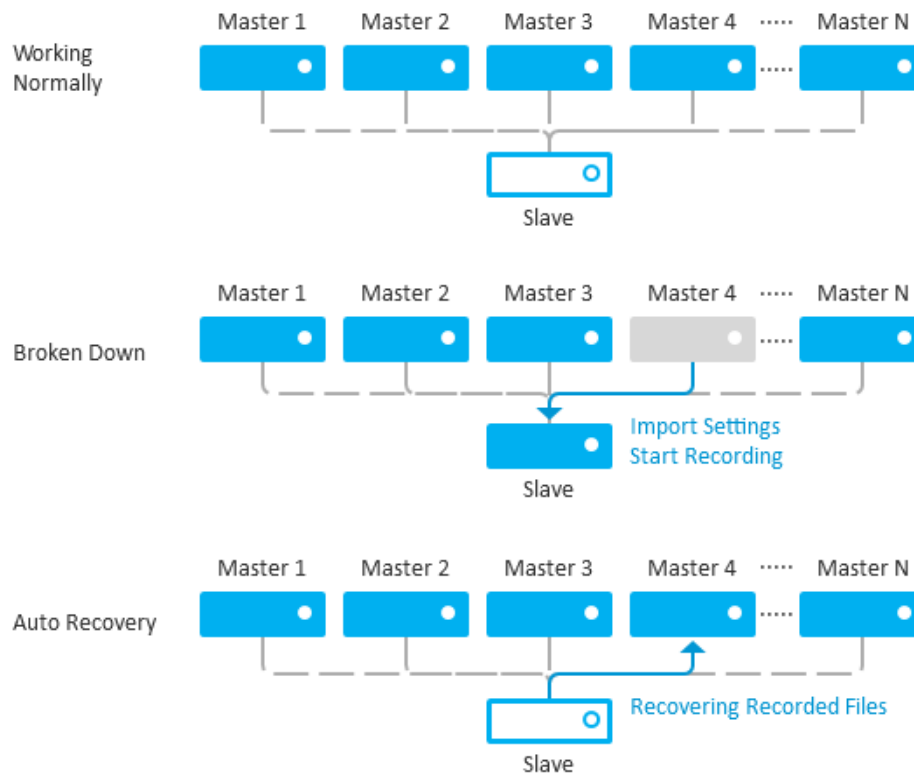 Master 1 Master 2 Master 3 Master 4 ····· Master N
Working
Normally
Slave
Master 1 Master 2 Master 3 Master 4 ····· Master N
Broken Down
Import Settings
Start Recording
Slave
Master 1 Master 2 Master 3 Master 4 ····· Master N
Auto Recovery
Recovering Recorded Files
Slave